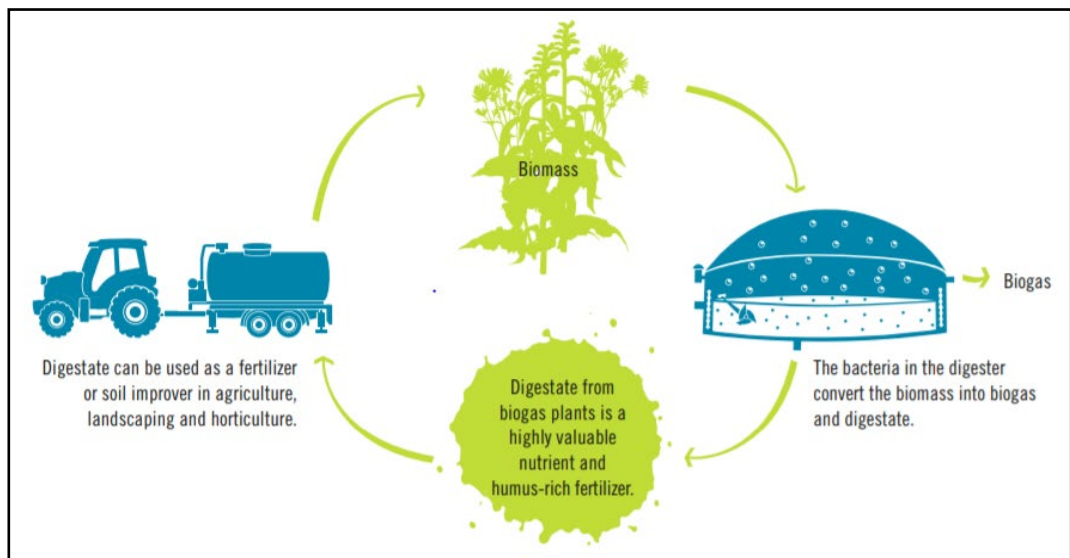 Biomass
Biogas
The bacteria in the digester
convert the biomass into biogas
and digestate.
Digestate from
biogas plants is a
highly valuable
nutrient and
humus-rich fertilizer.
Digestate can be used as a fertilizer
or soil improver in agriculture,
landscaping and horticulture.